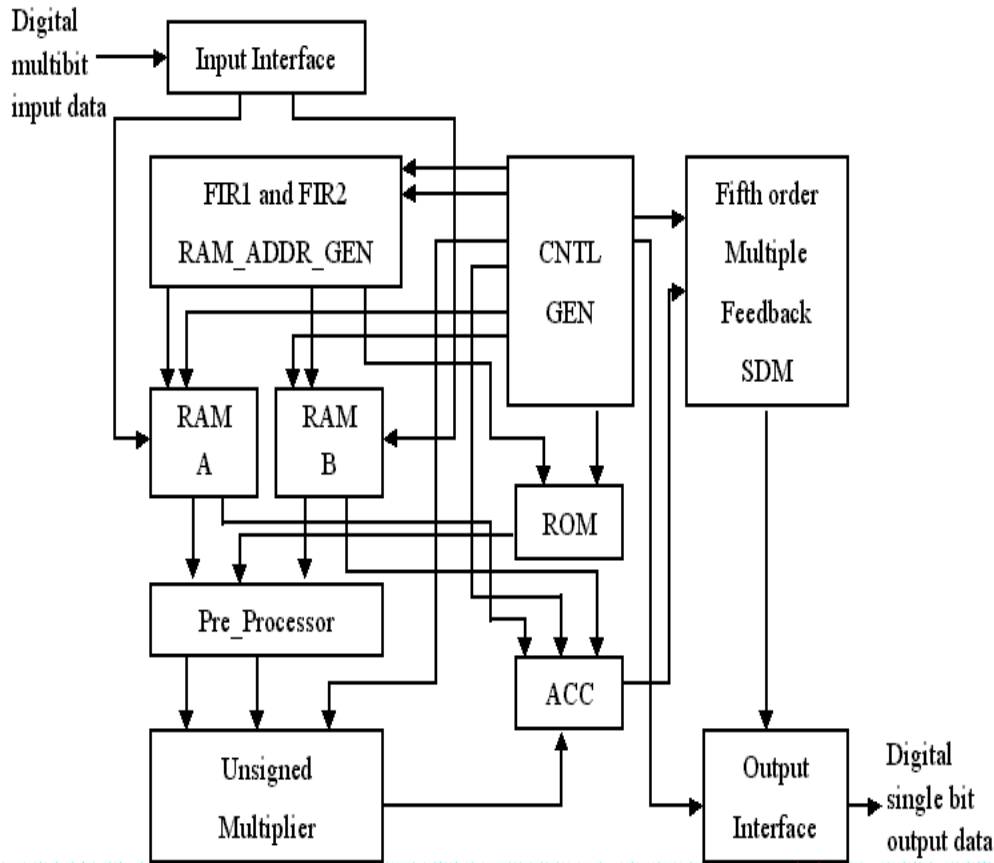 Digital
multibit
input data
Input Interface
FIR1 and FIR2
RAM_ADDR_GEN
CNTL
GEN
Fifth order
Multiple
Feedback
SDM
RAM
A
RAM
B
ROM
Pre_Processor
ACC
Unsigned
Multiplier
Output
Interface
Digital
single bit
output data